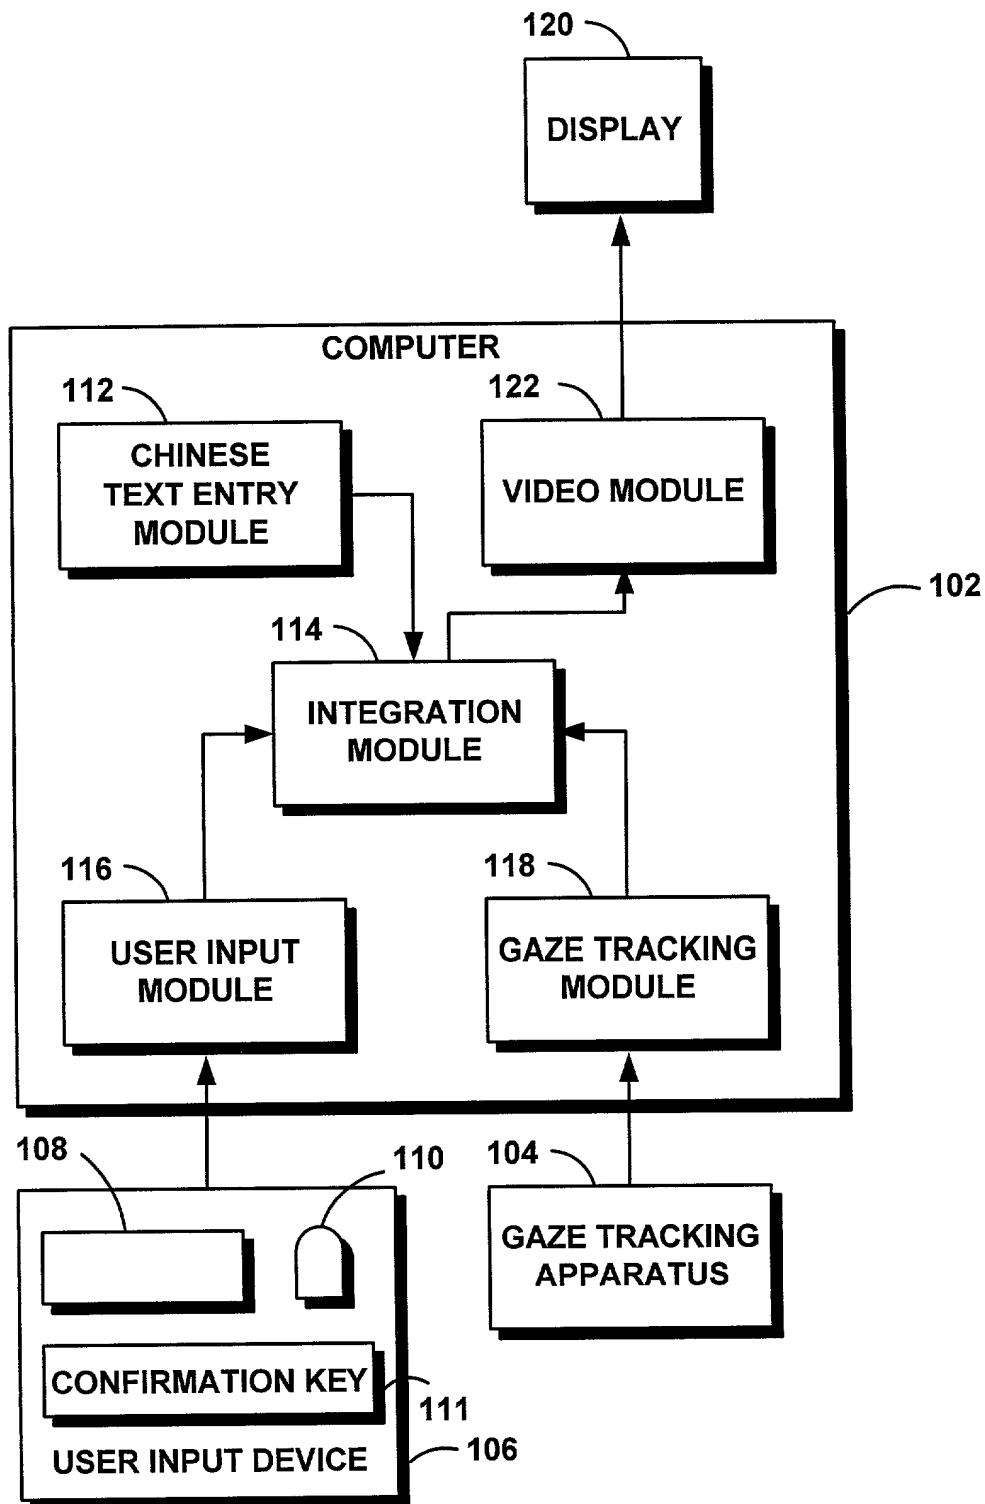 120
DISPLAY
COMPUTER
112
122
CHINESE
TEXT ENTRY
MODULE
VIDEO MODULE
102
114
INTEGRATION
MODULE
116
118
USER INPUT
MODULE
GAZE TRACKING
MODULE
108
110
104
GAZE TRACKING
APPARATUS
CONFIRMATION KEY
111
USER INPUT DEVICE
106